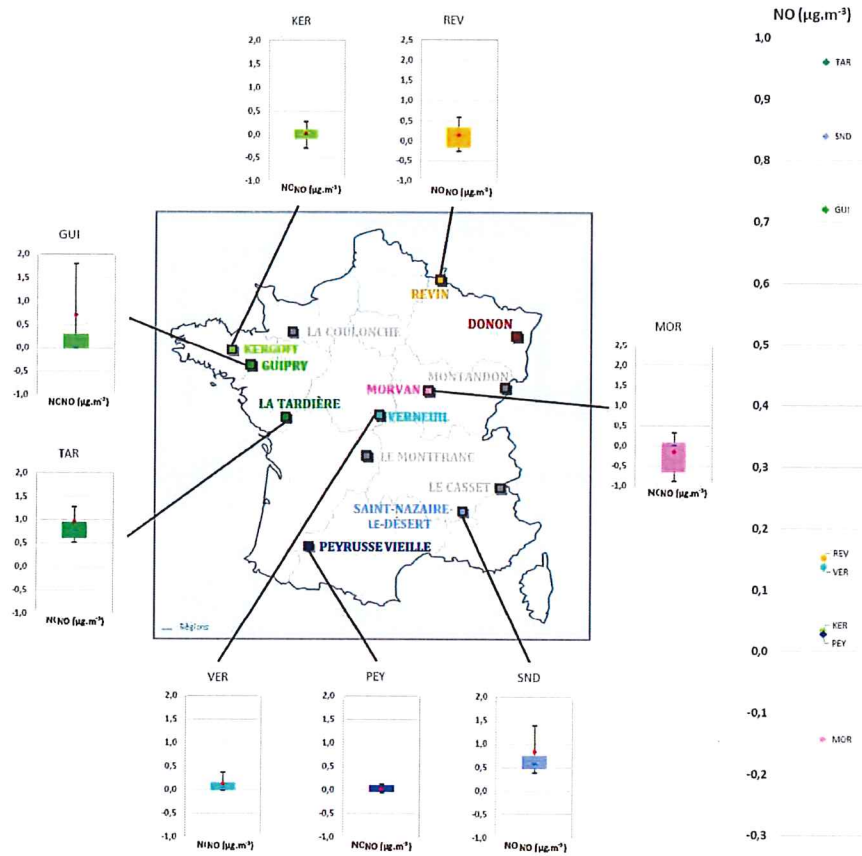 KER
2,0
1,5
1,0
0,5
0,0
-0,5
-1,0
NO (µg.m-3)
REV
2,5
2,0
1,5
1,0
0,5
0,0
-0,5
-1,0
NO (µg.m-3)
NO (µg.m-3)
1,0
0,9
0,8
0,7
0,6
0,5
0,4
0,3
0,2
0,1
0,0
-0,1
-0,2
-0,3
TAR
SND
GUI
REV
VER
KER
PEY
MOR
GUI
2,0
1,5
1,0
0,5
0,0
-0,5
-1,0
NO (µg.m-3)
REVIN
DONON
LA COULONCHE
KERGOFF
GUIPRY
MONTANDON
MORVAN
LA TARDIÈRE
VERNEUIL
LE MONTFRANC
LE CASSET
SAINT-NAZAIRE-
LE-DÉSERT
PEYRUSSE VIEILLE
Régions
MOR
2,5
2,0
1,5
1,0
0,5
0,0
-0,5
-1,0
NO (µg.m-3)
TAR
2,0
1,5
1,0
0,5
0,0
-0,5
-1,0
NO (µg.m-3)
VER
2,0
1,5
1,0
0,5
0,0
-0,5
-1,0
NO (µg.m-3)
PEY
2,0
1,5
1,0
0,5
0,0
-0,5
-1,0
NO (µg.m-3)
SND
2,0
1,5
1,0
0,5
0,0
-0,5
-1,0
NO (µg.m-3)